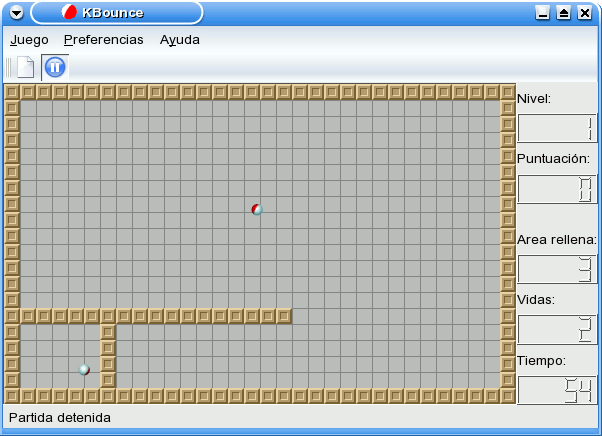 KBounce
Juego Preferencias Ayuda
Nivel:
1
Puntuación:
0
Area rellena:
3
Vidas:
2
Tiempo:
54
Partida detenida